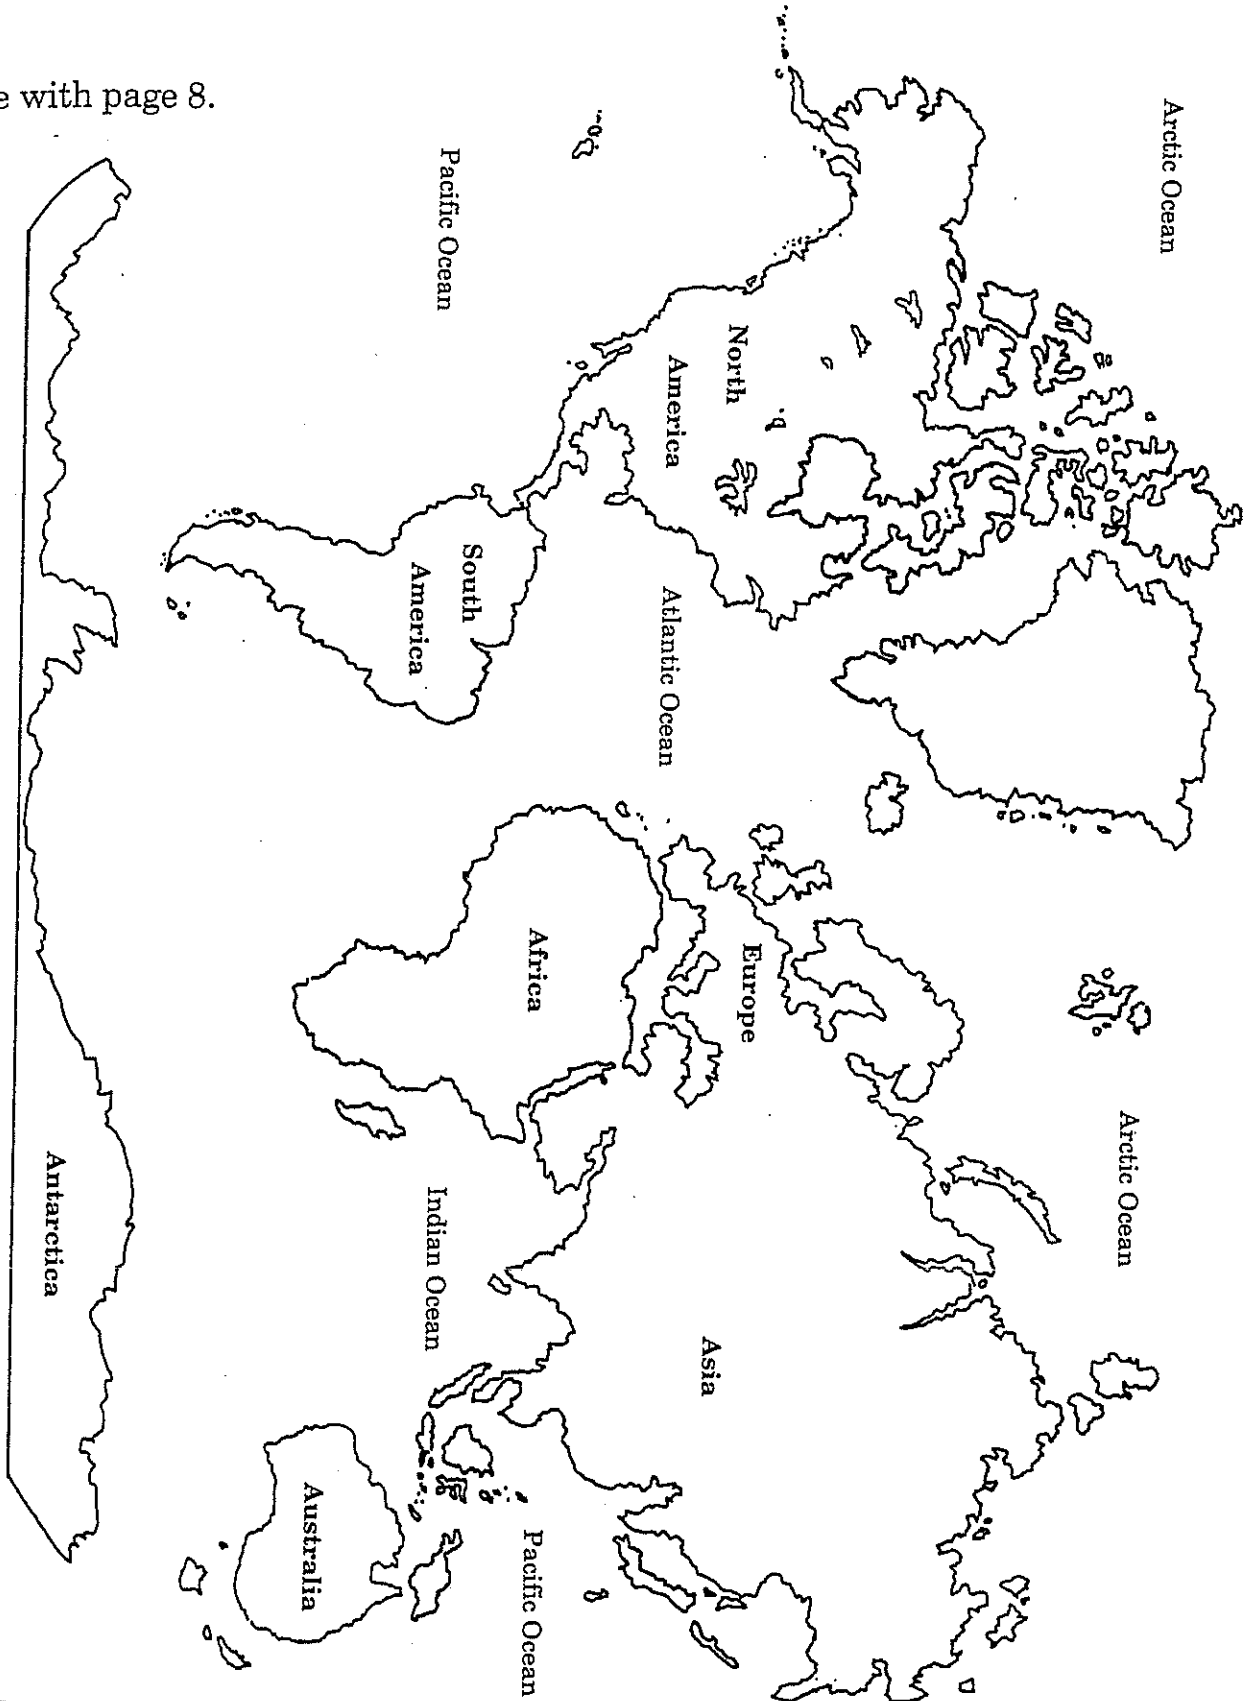 e with page 8.
Arctic Ocean
Arctic Ocean
North
America
Europe
Asia
Atlantic Ocean
Pacific Ocean
Africa
Pacific Ocean
South
America
Indian Ocean
Australia
Antarctica